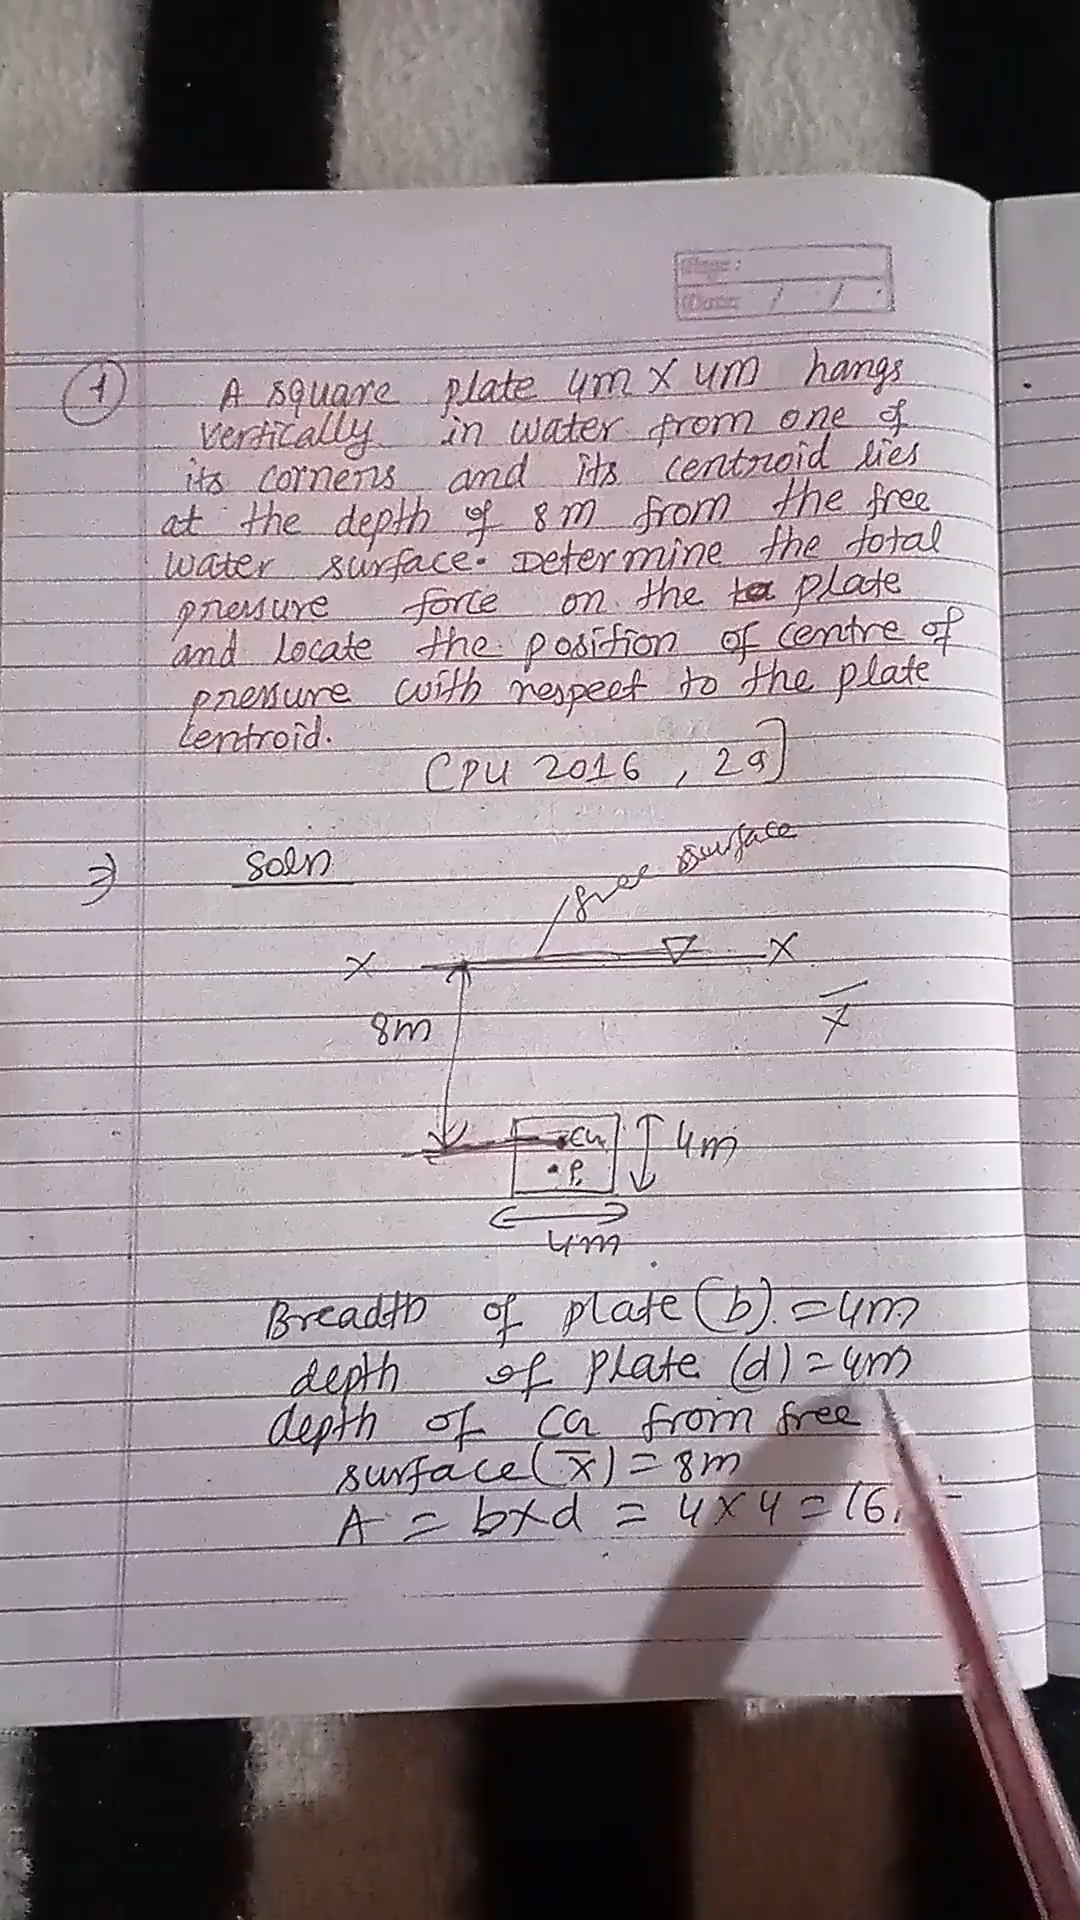 Page:
Date: / /
1 A square plate 4m x 4m hangs
vertically in water from one of
its corners and its centroid lies
at the depth of 8m from the free
water surface. Determine the total
pressure force on the plate
and Locate the position of centre of
pressure with respect to the plate
centroid.
[PU 2016, 2a]
=> Soln
free surface
X X
8m
x̄
G
4m
P.
4m
Breadth of plate (b). = 4m
depth of plate (d) = 4m
depth of CG from free
surface (x̄) = 8m
A = b×d = 4×4 = 16